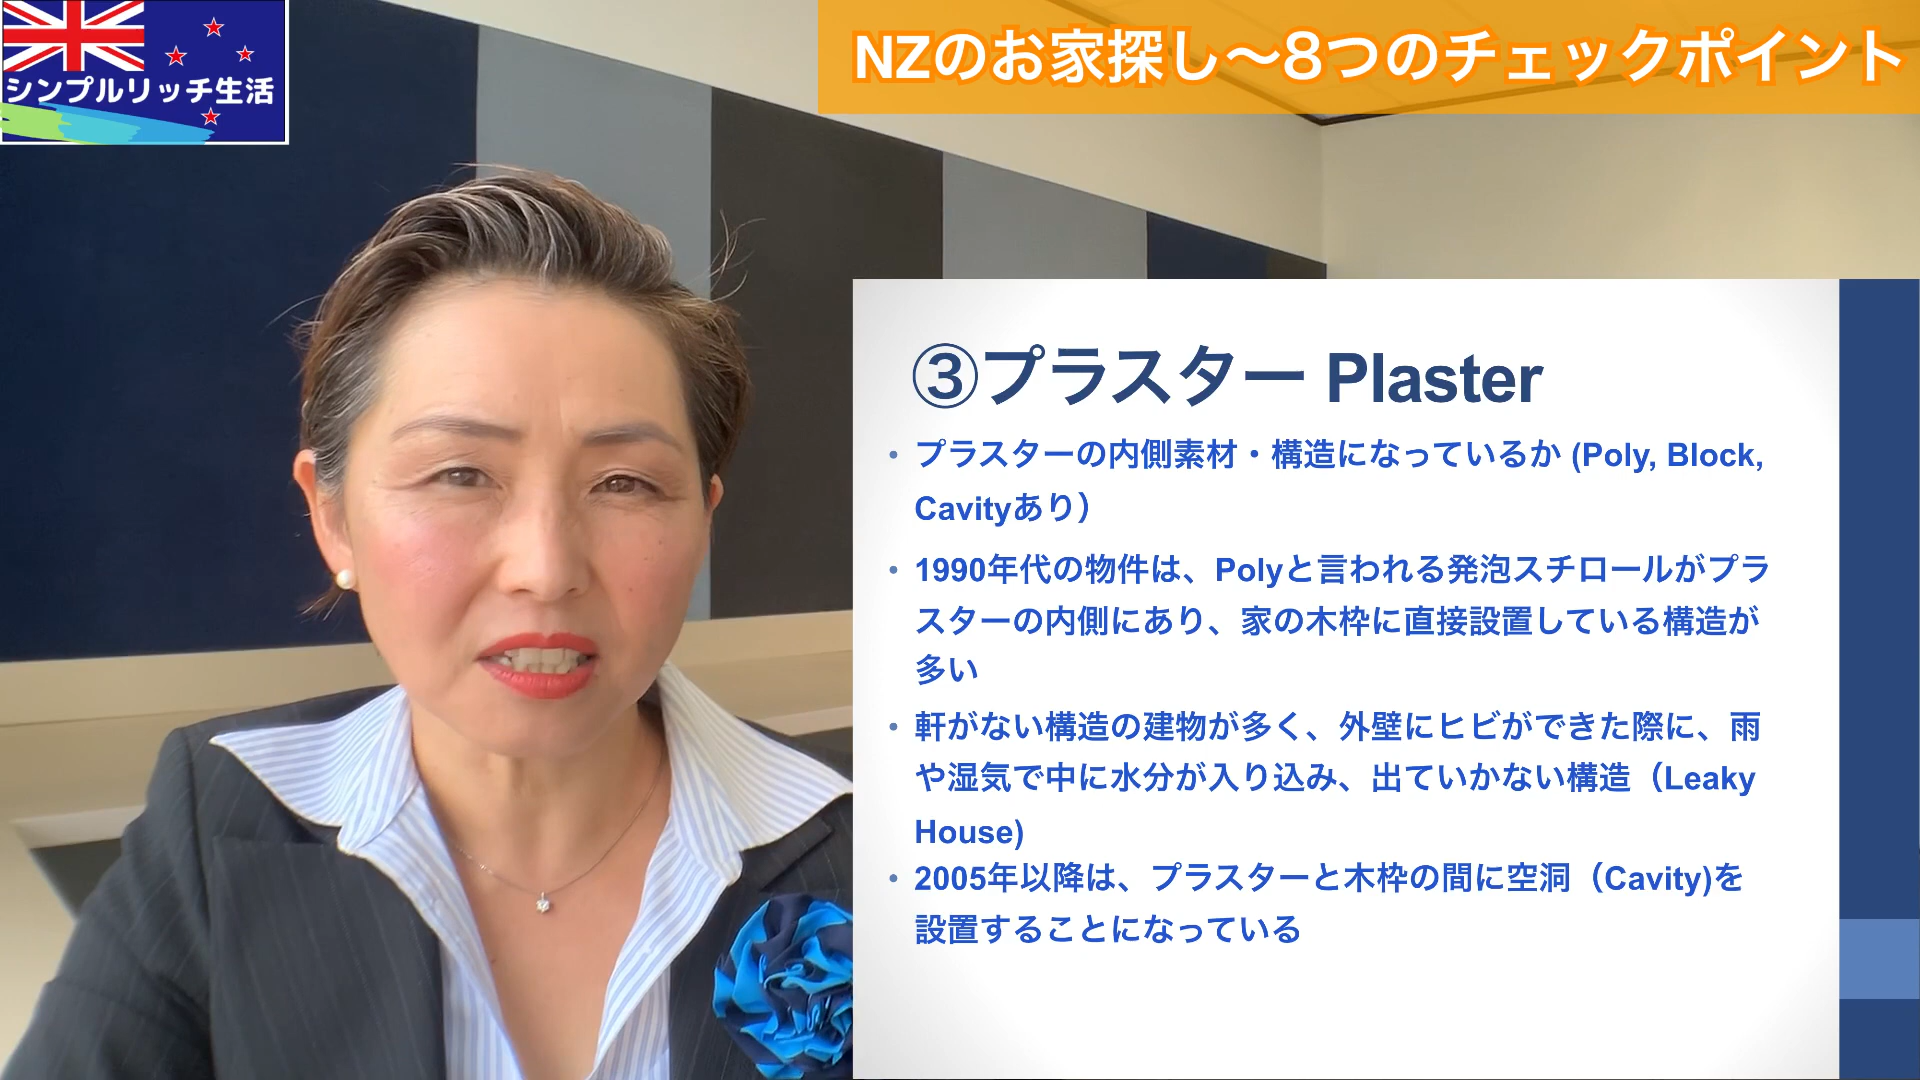 シンプルリッチ生活
NZのお家探し〜8つのチェックポイント
③プラスター Plaster
• プラスターの内側素材・構造になっているか (Poly, Block,
Cavityあり）
• 1990年代の物件は、Polyと言われる発泡スチロールがプラ
スターの内側にあり、家の木枠に直接設置している構造が
多い
• 軒がない構造の建物が多く、外壁にヒビができた際に、雨
や湿気で中に水分が入り込み、出ていかない構造（Leaky
House)
• 2005年以降は、プラスターと木枠の間に空洞（Cavity)を
設置することになっている